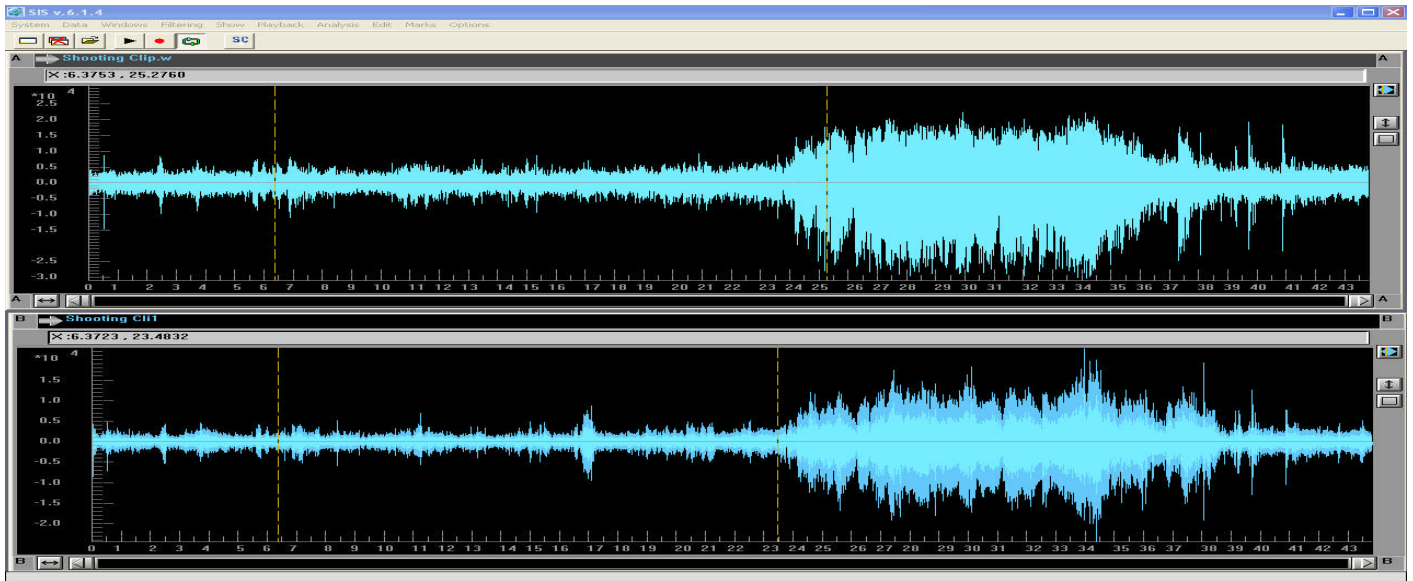 SIS v.6.1.4
System Data Windows Filtering Show Playback Analysis Edit Marks Options
SC
A Shooting Clip.w A
X :6.3753 , 25.2760
*10 4
2.5
2.0
1.5
1.0
0.5
0.0
-0.5
-1.0
-1.5
-2.5
-3.0
0 1 2 3 4 5 6 7 8 9 10 11 12 13 14 15 16 17 18 19 20 21 22 23 24 25 26 27 28 29 30 31 32 33 34 35 36 37 38 39 40 41 42 43
A A
B Shooting Cli1 B
X :6.3723 , 23.4832
*10 4
1.5
1.0
0.5
0.0
-0.5
-1.0
-1.5
-2.0
0 1 2 3 4 5 6 7 8 9 10 11 12 13 14 15 16 17 18 19 20 21 22 23 24 25 26 27 28 29 30 31 32 33 34 35 36 37 38 39 40 41 42 43
B B